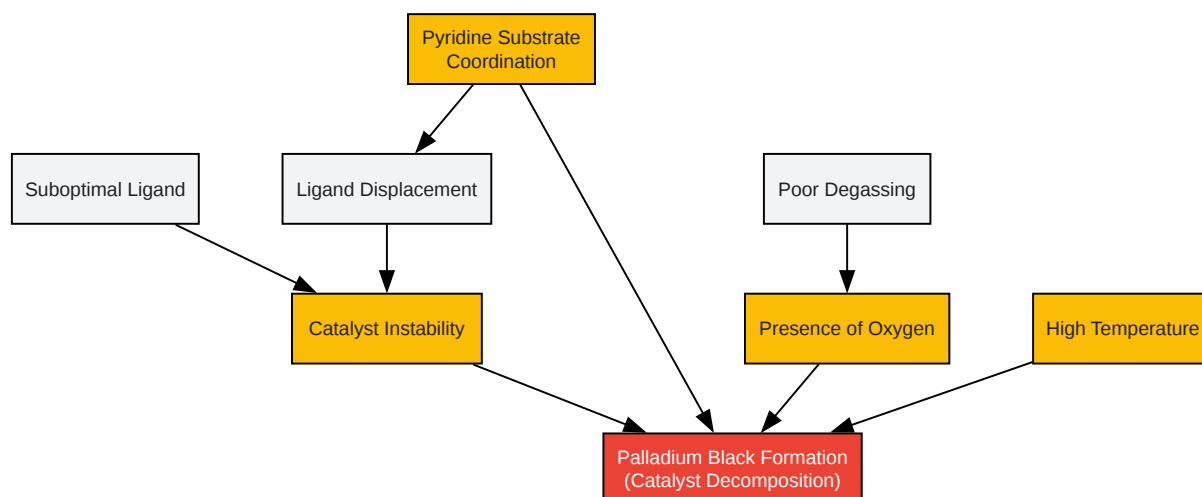 Pyridine Substrate
Coordination
Suboptimal Ligand
Ligand Displacement
Poor Degassing
Catalyst Instability
Presence of Oxygen
High Temperature
Palladium Black Formation
(Catalyst Decomposition)